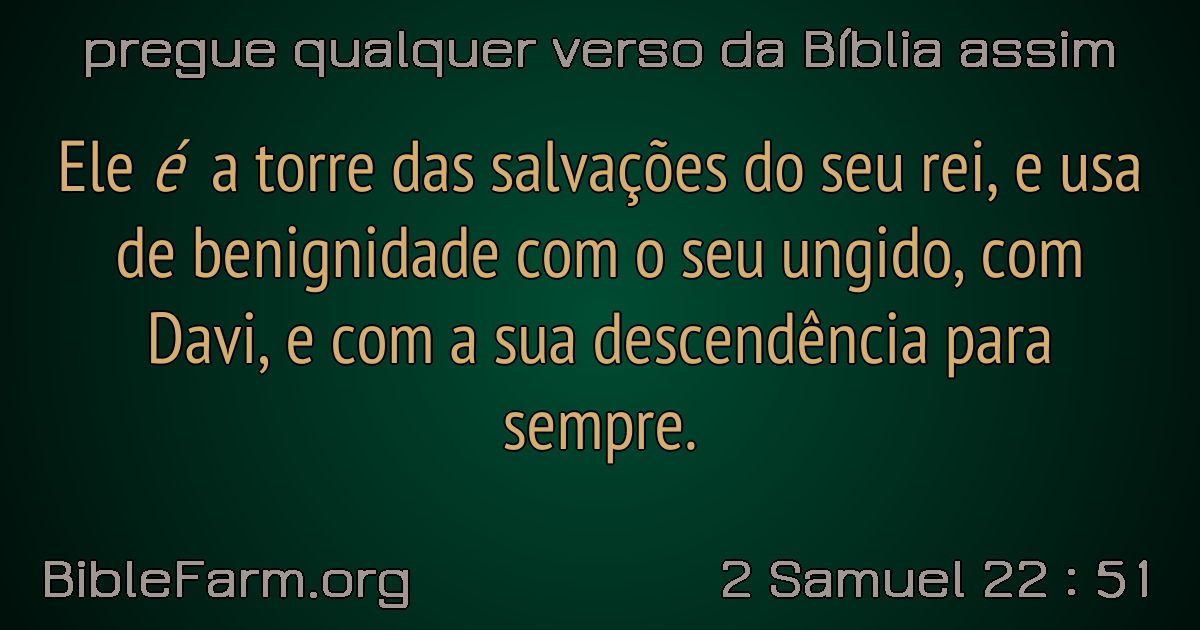 pregue qualquer verso da Bíblia assim
Ele é a torre das salvações do seu rei, e usa
de benignidade com o seu ungido, com
Davi, e com a sua descendência para
sempre.
BibleFarm.org
2 Samuel 22 : 51